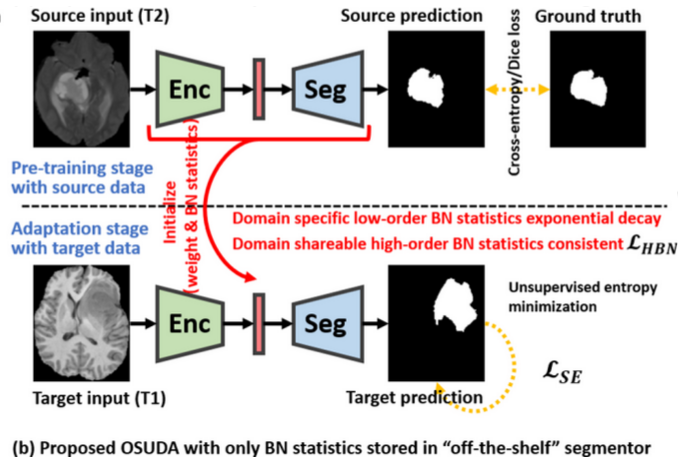 Source input (T2)
Source prediction
Ground truth
Enc
Seg
Cross-entropy/Dice loss
Pre-training stage
with source data
Initialize
(weight & BN statistics)
Adaptation stage
with target data
Domain specific low-order BN statistics exponential decay
Domain shareable high-order BN statistics consistent ℒHBN
Enc
Seg
Unsupervised entropy
minimization
ℒSE
Target input (T1)
Target prediction
(b) Proposed OSUDA with only BN statistics stored in “off-the-shelf” segmentor